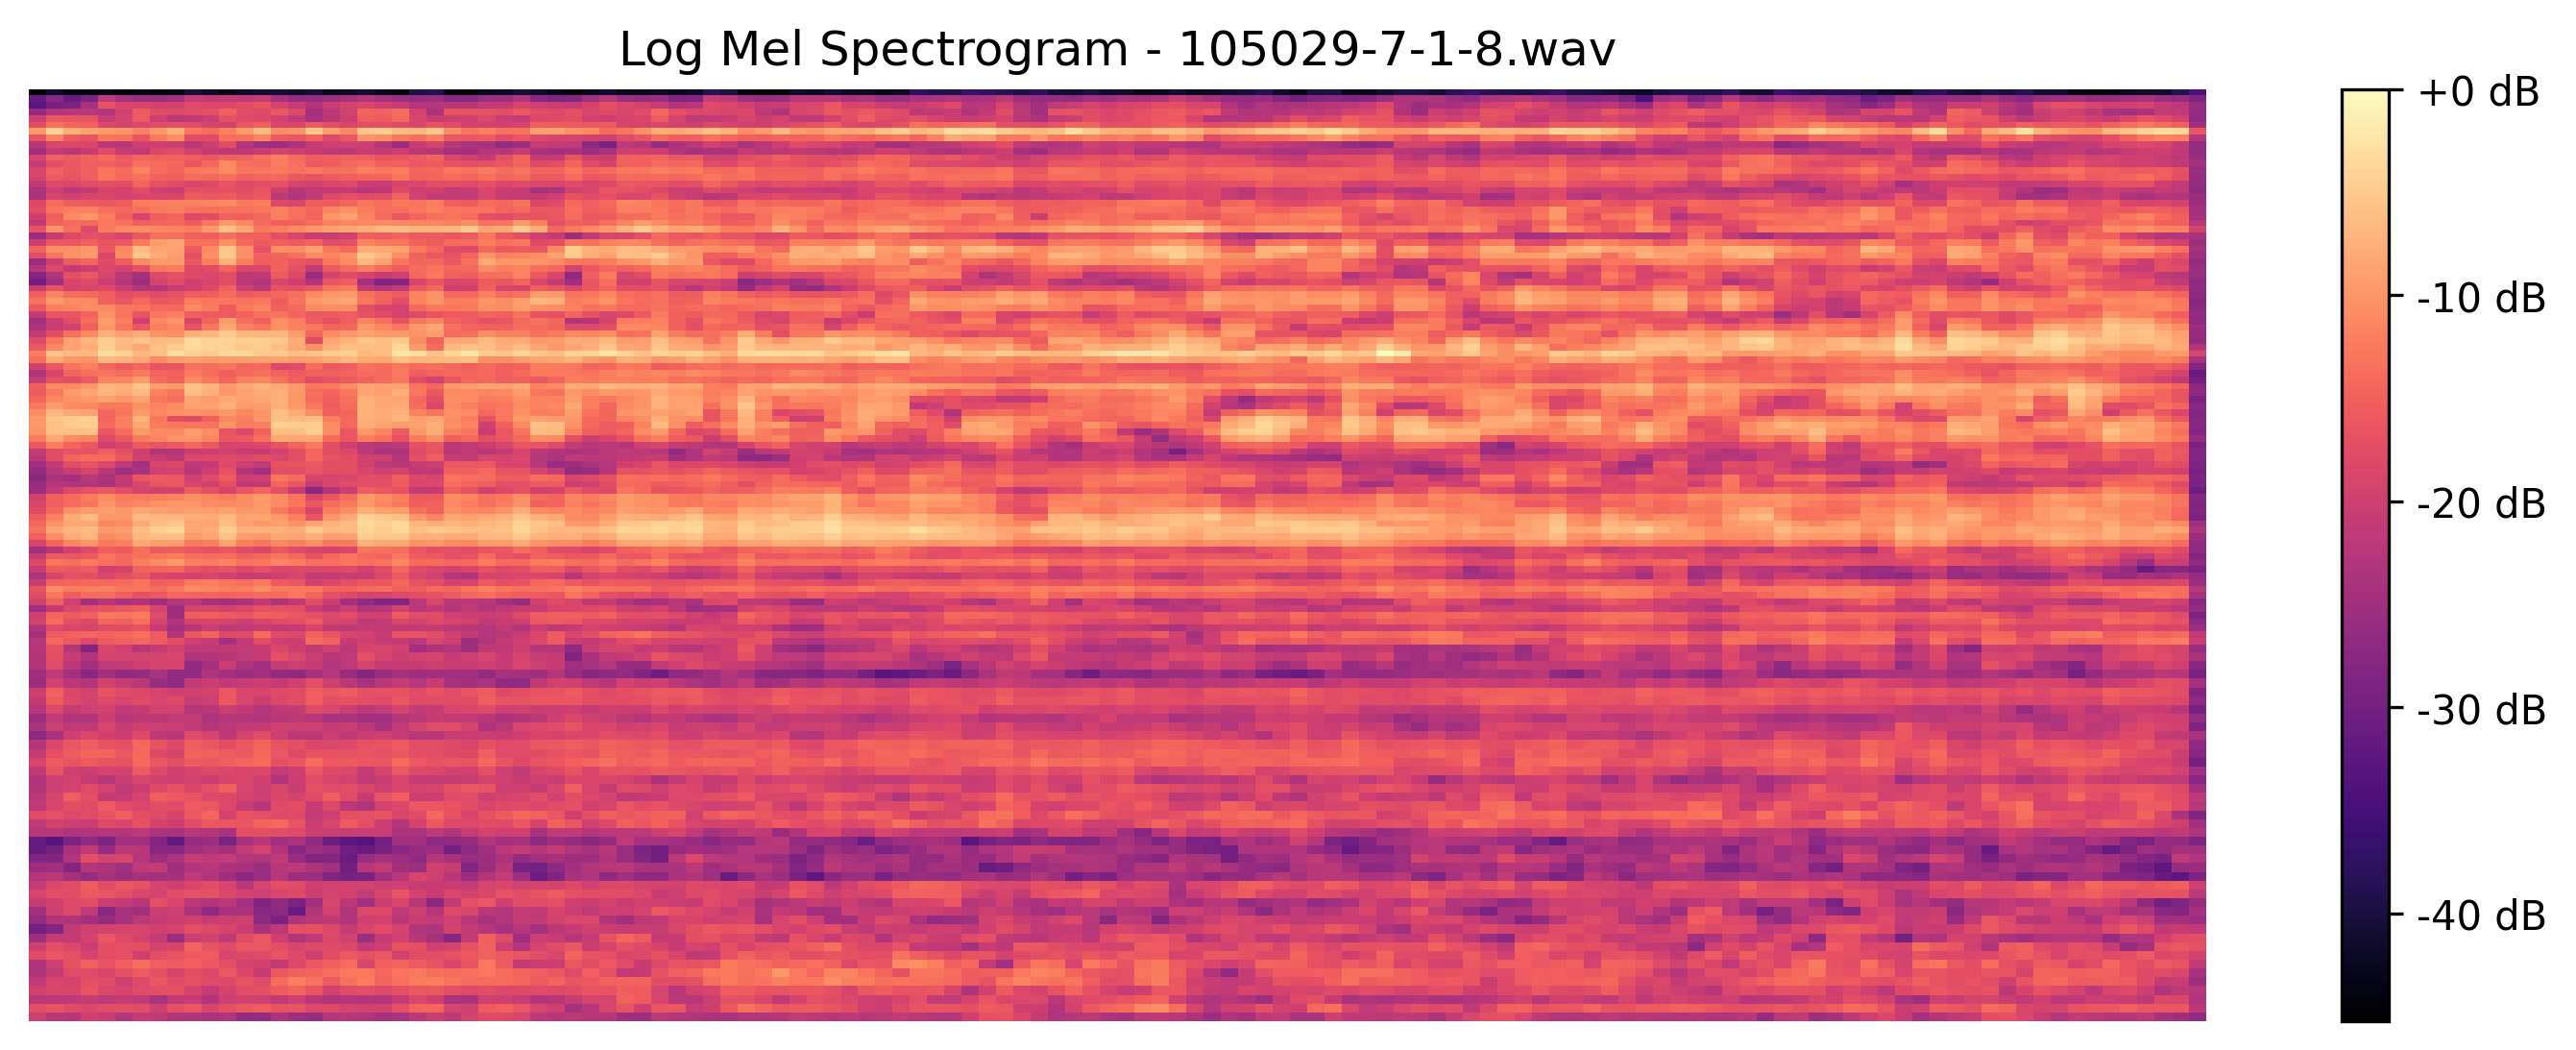 Log Mel Spectrogram - 105029-7-1-8.wav
+0 dB
-10 dB
-20 dB
-30 dB
-40 dB